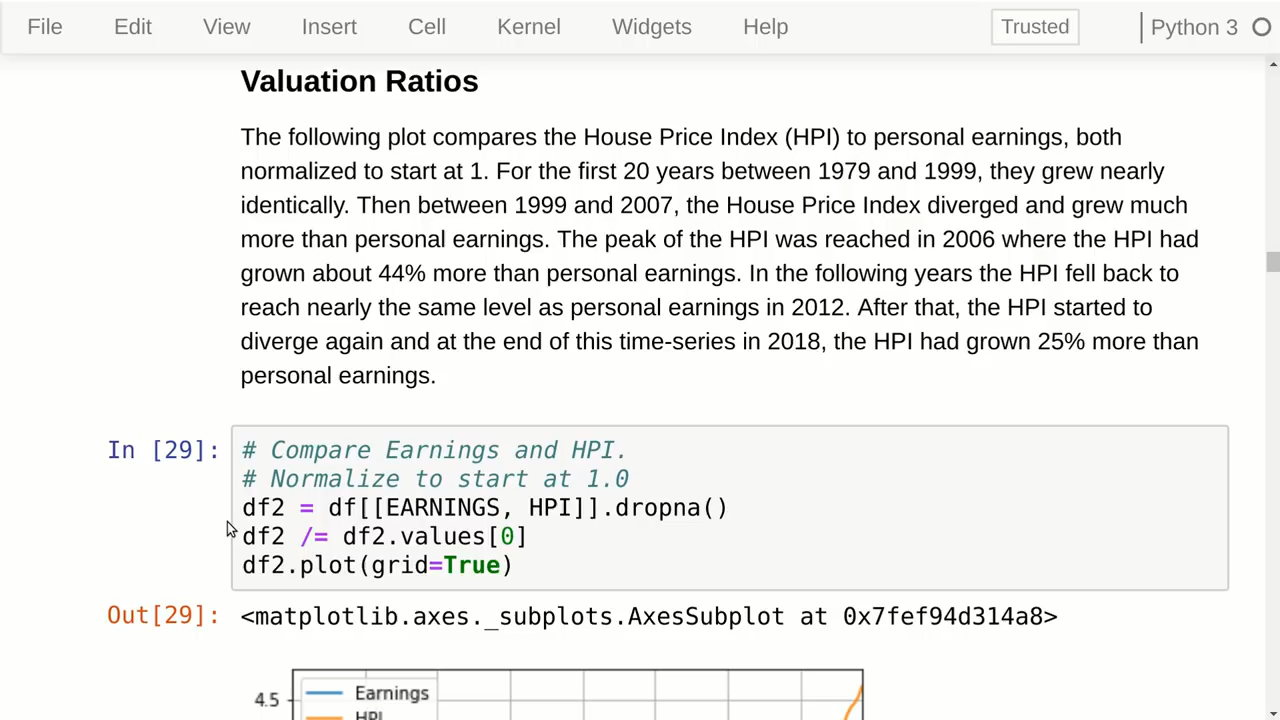 File Edit View Insert Cell Kernel Widgets Help Trusted Python 3
Valuation Ratios
The following plot compares the House Price Index (HPI) to personal earnings, both
normalized to start at 1. For the first 20 years between 1979 and 1999, they grew nearly
identically. Then between 1999 and 2007, the House Price Index diverged and grew much
more than personal earnings. The peak of the HPI was reached in 2006 where the HPI had
grown about 44% more than personal earnings. In the following years the HPI fell back to
reach nearly the same level as personal earnings in 2012. After that, the HPI started to
diverge again and at the end of this time-series in 2018, the HPI had grown 25% more than
personal earnings.
In [29]: # Compare Earnings and HPI.
# Normalize to start at 1.0
df2 = df[[EARNINGS, HPI]].dropna()
df2 /= df2.values[0]
df2.plot(grid=True)
Out[29]: <matplotlib.axes._subplots.AxesSubplot at 0x7fef94d314a8>
4.5 Earnings
HPI